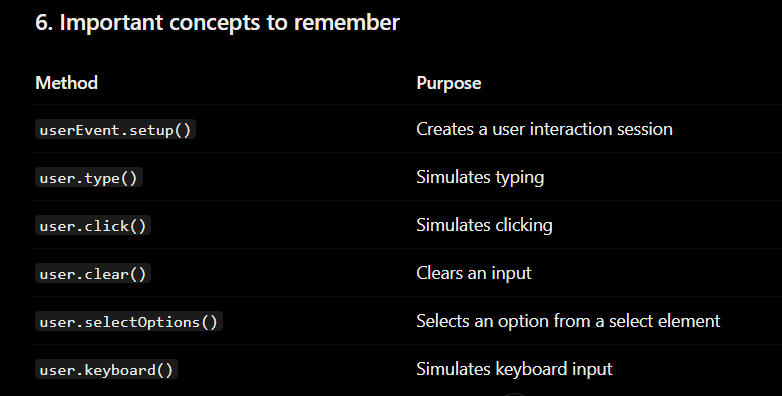 6. Important concepts to remember
Method Purpose
userEvent.setup() Creates a user interaction session
user.type() Simulates typing
user.click() Simulates clicking
user.clear() Clears an input
user.selectOptions() Selects an option from a select element
user.keyboard() Simulates keyboard input